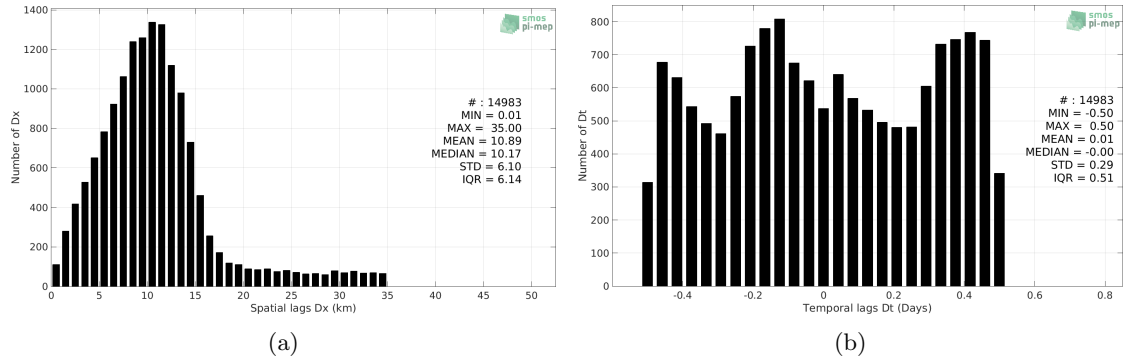 1400
1200
1000
800
600
400
200
0
Number of Dx
smos
pi-mep
# : 14983
MIN = 0.01
MAX = 35.00
MEAN = 10.89
MEDIAN = 10.17
STD = 6.10
IQR = 6.14
0 5 10 15 20 25 30 35 40 45 50
Spatial lags Dx (km)
(a)
800
700
600
500
400
300
200
100
0
Number of Dt
smos
pi-mep
# : 14983
MIN = -0.50
MAX = 0.50
MEAN = 0.01
MEDIAN = -0.00
STD = 0.29
IQR = 0.51
-0.4 -0.2 0 0.2 0.4 0.6 0.8
Temporal lags Dt (Days)
(b)